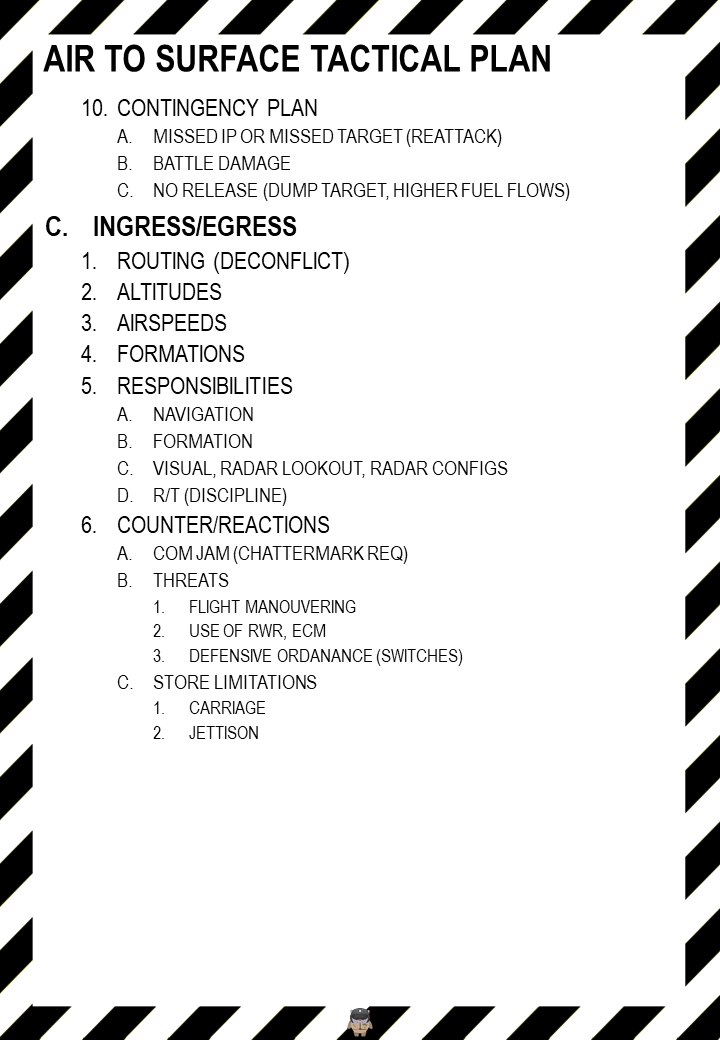 AIR TO SURFACE TACTICAL PLAN
10. CONTINGENCY PLAN
A. MISSED IP OR MISSED TARGET (REATTACK)
B. BATTLE DAMAGE
C. NO RELEASE (DUMP TARGET, HIGHER FUEL FLOWS)
C. INGRESS/EGRESS
1. ROUTING (DECONFLICT)
2. ALTITUDES
3. AIRSPEEDS
4. FORMATIONS
5. RESPONSIBILITIES
A. NAVIGATION
B. FORMATION
C. VISUAL, RADAR LOOKOUT, RADAR CONFIGS
D. R/T (DISCIPLINE)
6. COUNTER/REACTIONS
A. COM JAM (CHATTERMARK REQ)
B. THREATS
1. FLIGHT MANOUVERING
2. USE OF RWR, ECM
3. DEFENSIVE ORDANANCE (SWITCHES)
C. STORE LIMITATIONS
1. CARRIAGE
2. JETTISON